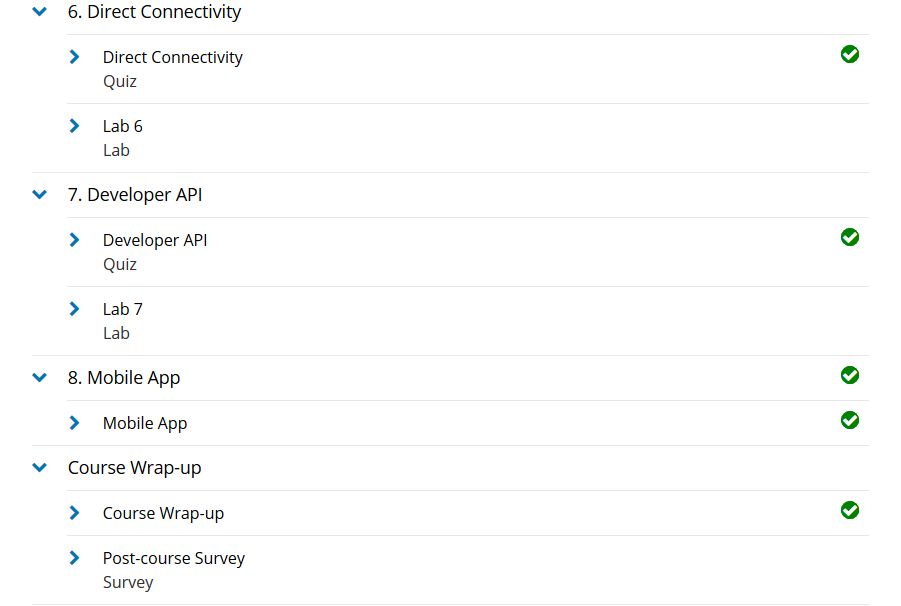 6. Direct Connectivity
Direct Connectivity
Quiz
Lab 6
Lab
7. Developer API
Developer API
Quiz
Lab 7
Lab
8. Mobile App
Mobile App
Course Wrap-up
Course Wrap-up
Post-course Survey
Survey